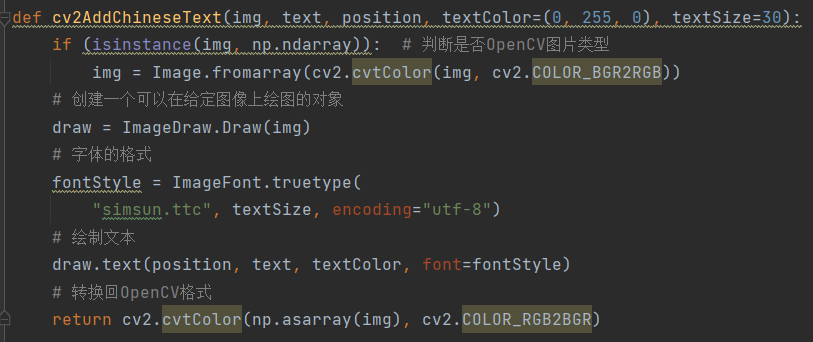 def cv2AddChineseText(img, text, position, textColor=(0, 255, 0), textSize=30):
    if (isinstance(img, np.ndarray)):  # 判断是否OpenCV图片类型
        img = Image.fromarray(cv2.cvtColor(img, cv2.COLOR_BGR2RGB))
    # 创建一个可以在给定图像上绘图的对象
    draw = ImageDraw.Draw(img)
    # 字体的格式
    fontStyle = ImageFont.truetype(
        "simsun.ttc", textSize, encoding="utf-8")
    # 绘制文本
    draw.text(position, text, textColor, font=fontStyle)
    # 转换回OpenCV格式
    return cv2.cvtColor(np.asarray(img), cv2.COLOR_RGB2BGR)